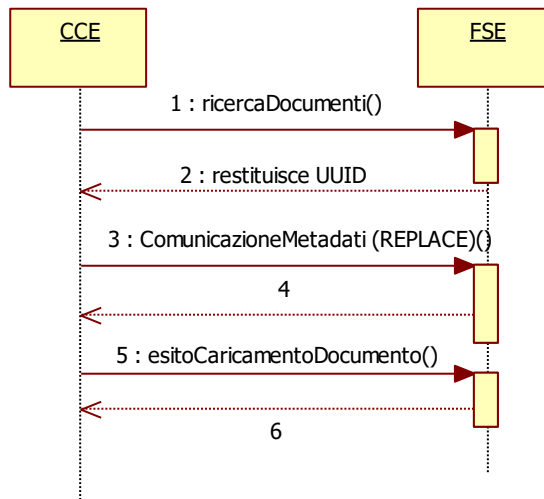 CCE
FSE
1 : ricercaDocumenti()
2 : restituisce UUID
3 : ComunicazioneMetadati (REPLACE)()
4
5 : esitoCaricamentoDocumento()
6